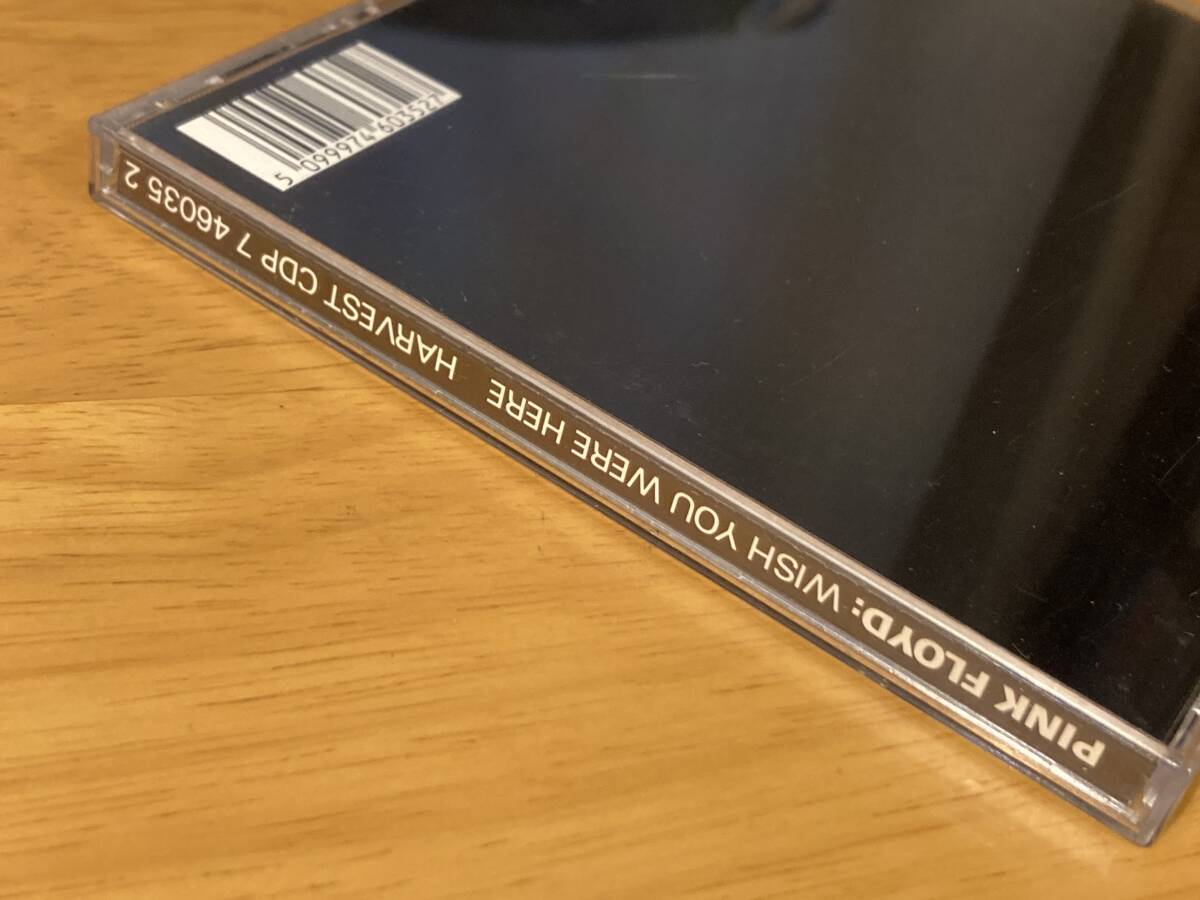 PINK FLOYD: WISH YOU WERE HERE HARVEST CDP 7 46035 2
5 099974 603527